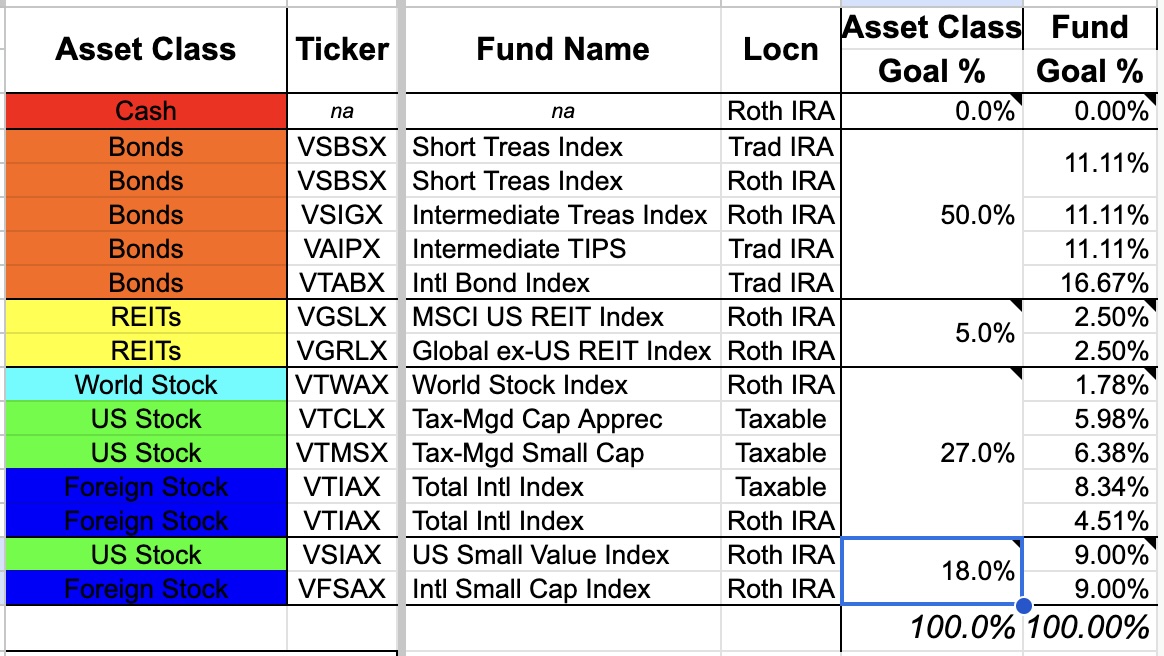 Asset Class Ticker Fund Name Locn Asset Class Fund
Goal % Goal %
Cash na na Roth IRA 0.0% 0.00%
Bonds VSBSX Short Treas Index Trad IRA 11.11%
Bonds VSBSX Short Treas Index Roth IRA
Bonds VSIGX Intermediate Treas Index Roth IRA 50.0% 11.11%
Bonds VAIPX Intermediate TIPS Trad IRA 11.11%
Bonds VTABX Intl Bond Index Trad IRA 16.67%
REITs VGSLX MSCI US REIT Index Roth IRA 5.0% 2.50%
REITs VGRLX Global ex-US REIT Index Roth IRA 2.50%
World Stock VTWAX World Stock Index Roth IRA 1.78%
US Stock VTCLX Tax-Mgd Cap Apprec Taxable 5.98%
US Stock VTMSX Tax-Mgd Small Cap Taxable 27.0% 6.38%
Foreign Stock VTIAX Total Intl Index Taxable 8.34%
Foreign Stock VTIAX Total Intl Index Roth IRA 4.51%
US Stock VSIAX US Small Value Index Roth IRA 18.0% 9.00%
Foreign Stock VFSAX Intl Small Cap Index Roth IRA 9.00%
100.0% 100.00%